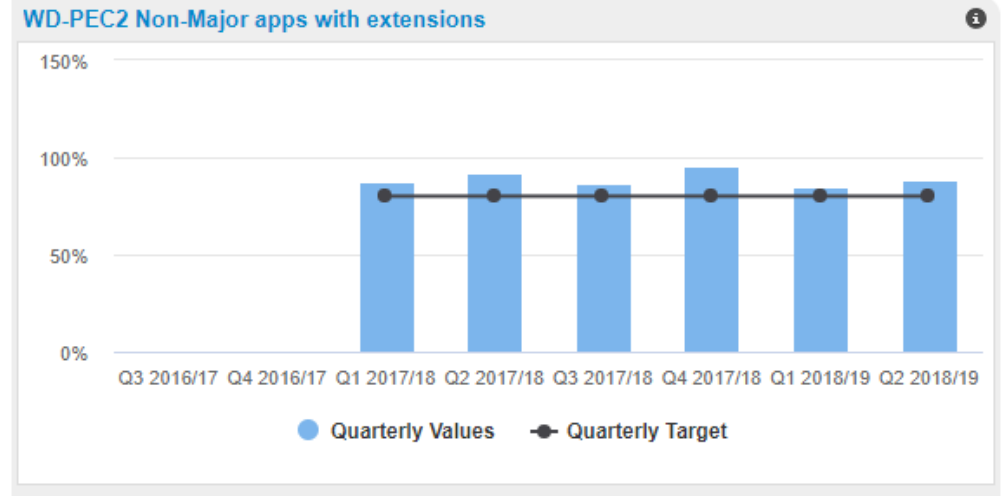 WD-PEC2 Non-Major apps with extensions
150%
100%
50%
0%
Q3 2016/17 Q4 2016/17 Q1 2017/18 Q2 2017/18 Q3 2017/18 Q4 2017/18 Q1 2018/19 Q2 2018/19
Quarterly Values Quarterly Target